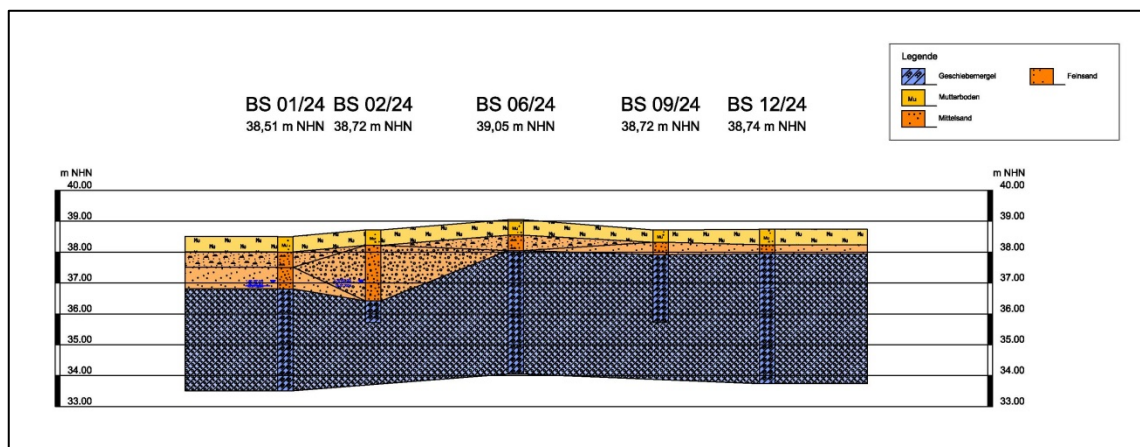 Legende
Geschiebemergel
Feinsand
Mutterboden
Mu
Mittelsand
BS 01/24
38,51 m NHN
BS 02/24
38,72 m NHN
BS 06/24
39,05 m NHN
BS 09/24
38,72 m NHN
BS 12/24
38,74 m NHN
m NHN
40.00
39.00
38.00
37.00
36.00
35.00
34.00
33.00
m NHN
40.00
39.00
38.00
37.00
36.00
35.00
34.00
33.00